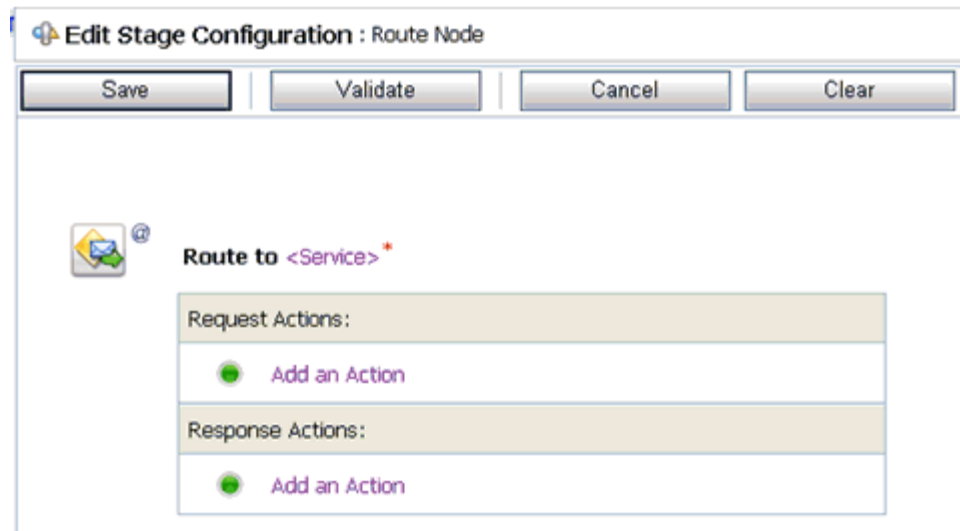 Edit Stage Configuration : Route Node
Save Validate Cancel Clear
@
Route to <Service>*
Request Actions:
Add an Action
Response Actions:
Add an Action